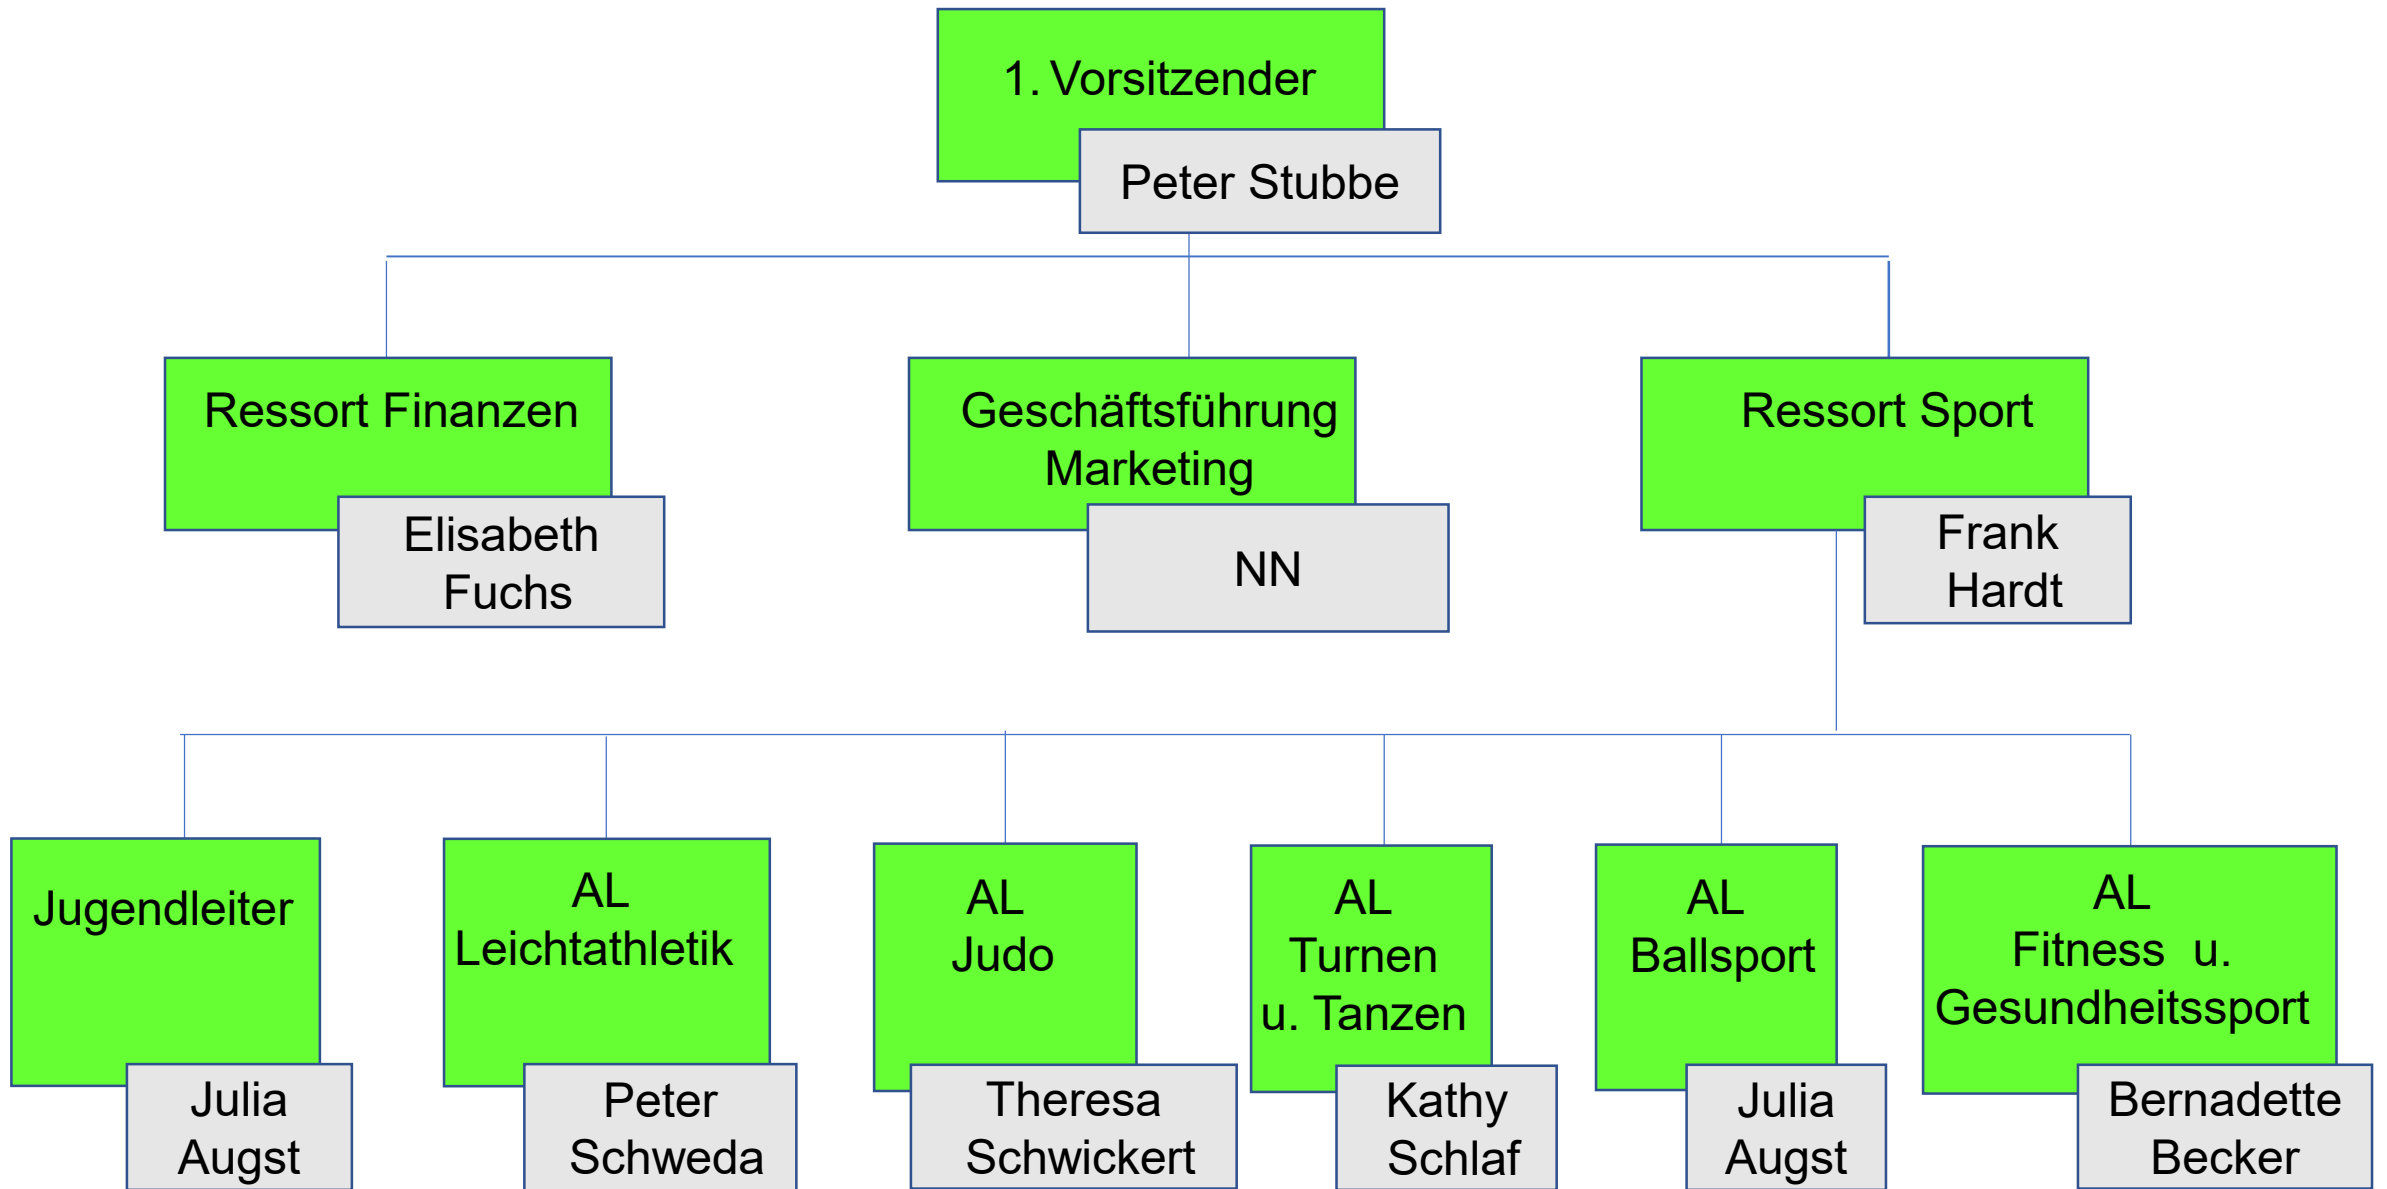 1. Vorsitzender
Peter Stubbe
Ressort Finanzen
Elisabeth
Fuchs
Geschäftsführung
Marketing
NN
Ressort Sport
Frank
Hardt
Jugendleiter
Julia
Augst
AL
Leichtathletik
Peter
Schweda
AL
Judo
Theresa
Schwickert
AL
Turnen
u. Tanzen
Kathy
Schlaf
AL
Ballsport
Julia
Augst
AL
Fitness u.
Gesundheitssport
Bernadette
Becker